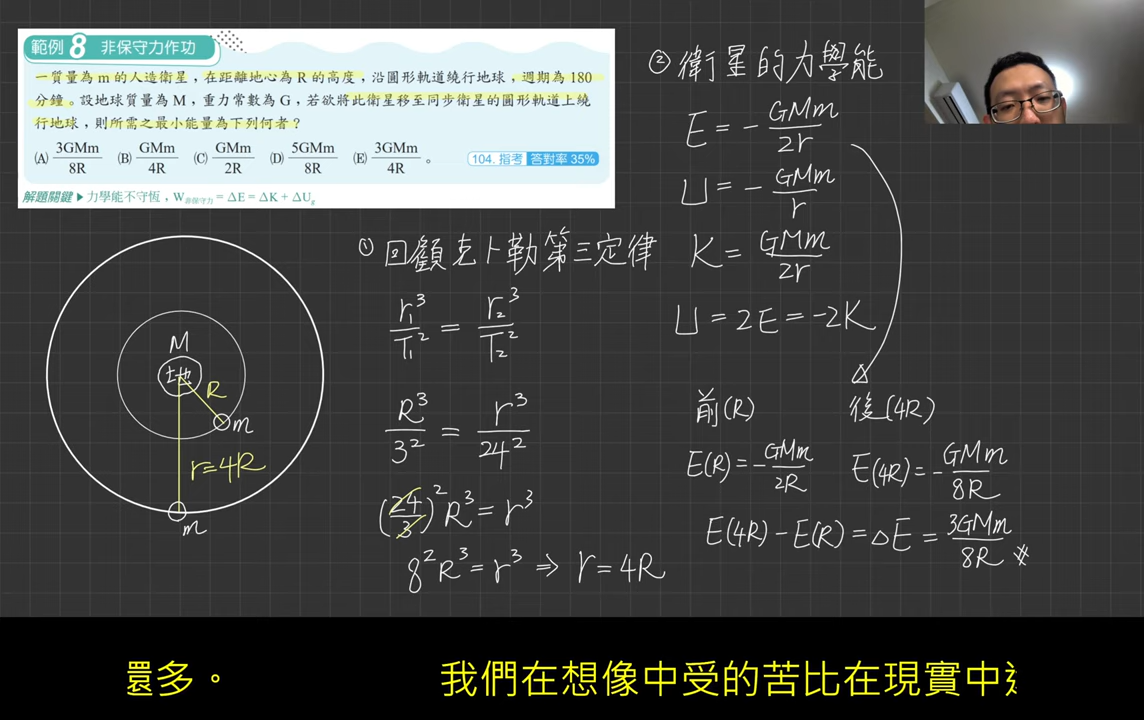 範例 8 非保守力作功
一質量為 m 的人造衛星，在距離地心為 R 的高度，沿圓形軌道繞行地球，週期為 180
分鐘。設地球質量為 M，重力常數為 G，若欲將此衛星移至同步衛星的圓形軌道上繞
行地球，則所需之最小能量為下列何者？
(A) 3GMm/8R (B) GMm/4R (C) GMm/2R (D) 5GMm/8R (E) 3GMm/4R 。 104. 指考 答對率 35%
解題關鍵 ▶ 力學能不守恆，W非保守力 = ΔE = ΔK + ΔUg
M
地
R
m
r=4R
m
① 回顧克卜勒第三定律
r₁³/T₁² = r₂³/T₂²
R³/3² = r³/24²
(24/3)²R³ = r³
8²R³ = r³ ⇒ r = 4R
② 衛星的力學能
E = - GMm/2r
U = - GMm/r
K = GMm/2r
U = 2E = -2K
前(R) 後(4R)
E(R) = - GMm/2R E(4R) = - GMm/8R
E(4R) - E(R) = ΔE = 3GMm/8R ※
還多。 我們在想像中受的苦比在現實中